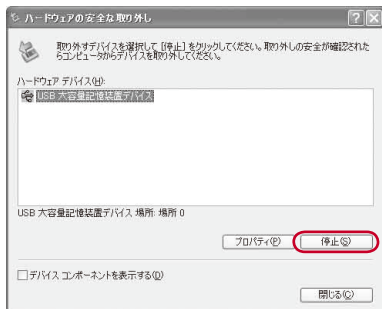 ハードウェアの安全な取り外し
取り外すデバイスを選択して [停止] をクリックしてください。取り外しの安全が確認された
らコンピュータからデバイスを取り外してください。
ハードウェア デバイス(H):
USB 大容量記憶装置デバイス
USB 大容量記憶装置デバイス 場所: 場所 0
プロパティ(P)
停止(S)
デバイス コンポーネントを表示する(D)
閉じる(C)